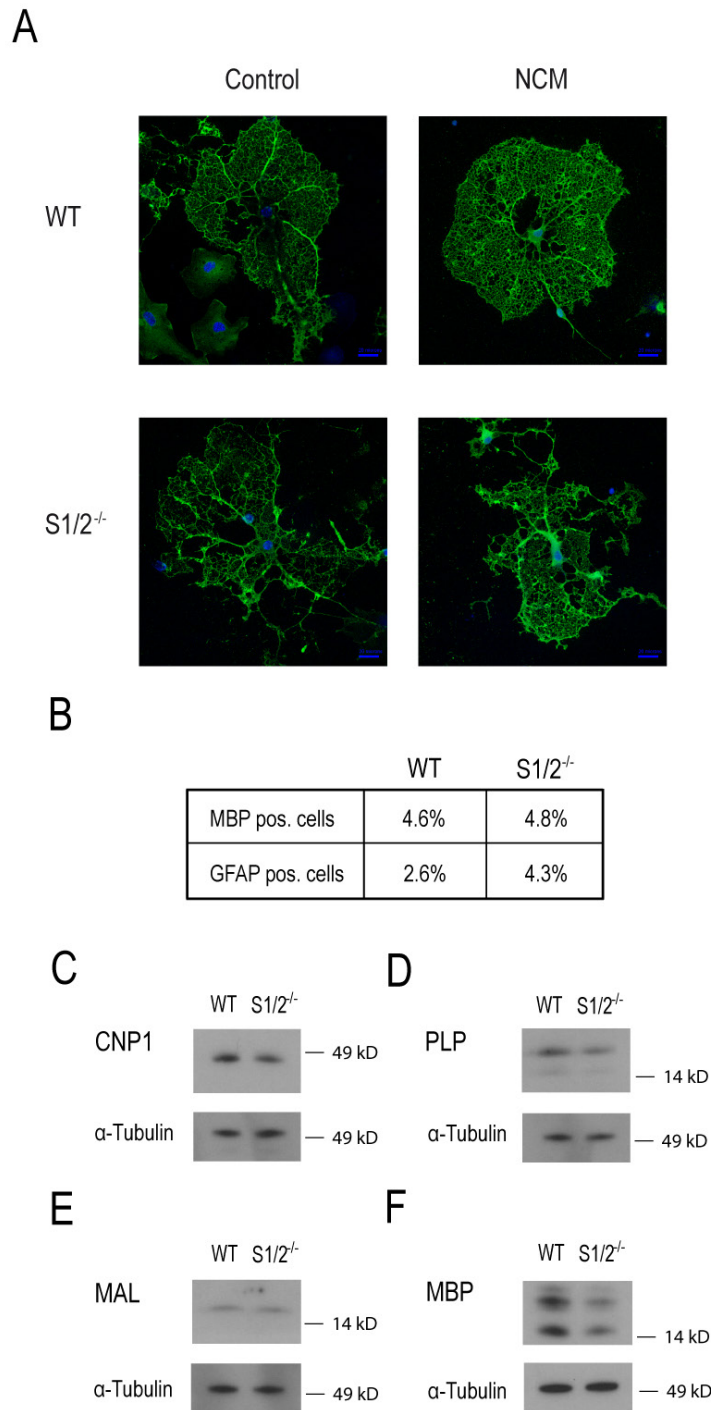 A
Control NCM
WT
S1/2-/-
B
WT S1/2-/-
MBP pos. cells 4.6% 4.8%
GFAP pos. cells 2.6% 4.3%
C
WT S1/2-/-
CNP1
49 kD
α-Tubulin
49 kD
D
WT S1/2-/-
PLP
14 kD
α-Tubulin
49 kD
E
WT S1/2-/-
MAL
14 kD
α-Tubulin
49 kD
F
WT S1/2-/-
MBP
14 kD
α-Tubulin
49 kD